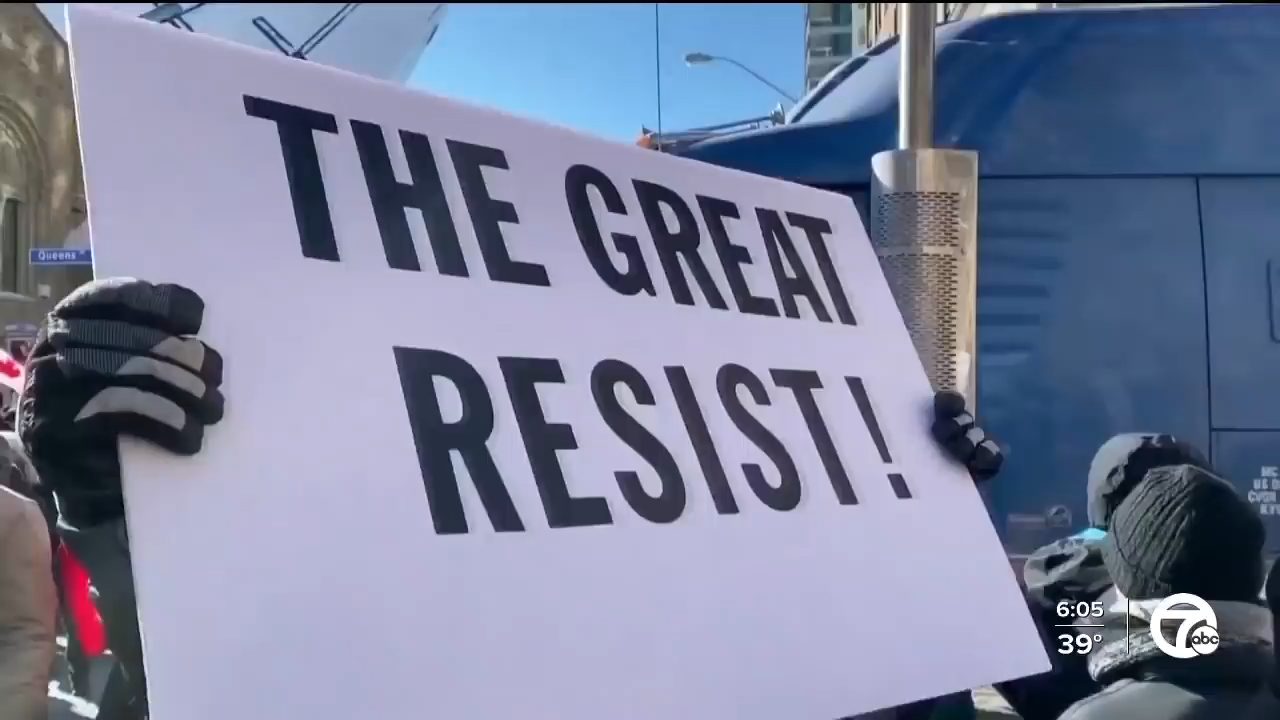 THE GREAT
RESIST!
Queens
6:05
39°
7 abc